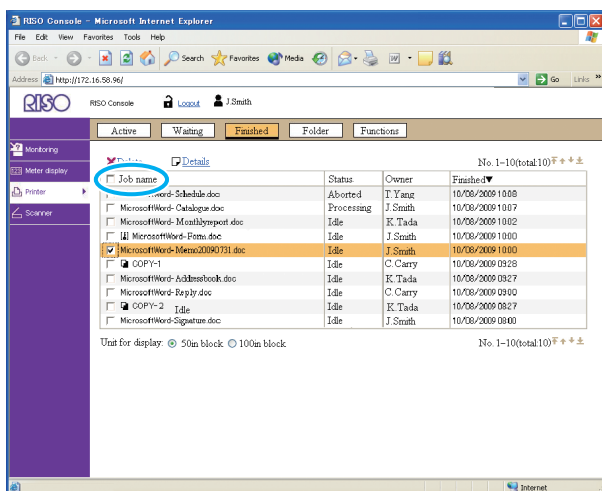 RISO Console - Microsoft Internet Explorer
File Edit View Favorites Tools Help
Back Search Favorites Media
Address http://172.16.58.96/ Go Links »
RISO RISO Console Logout J.Smith
Active Waiting Finished Folder Functions
Monitoring
Meter display
Printer
Scanner
Delete Details No. 1-10(total:10)
Job name Status. Owner Finished▼
Word-Schedule.doc Aborted T.Yang 10/08/2009 10:08
MicrosoftWord-Catalogue.doc Processing J.Smith 10/08/2009 10:07
MicrosoftWord-Monthlyreport.doc Idle K.Tada 10/08/2009 10:02
MicrosoftWord-Form.doc Idle J.Smith 10/08/2009 10:00
MicrosoftWord-Memo20090731.doc Idle J.Smith 10/08/2009 10:00
COPY-1 Idle C.Carry 10/08/2009 09:28
MicrosoftWord-Addressbook.doc Idle K.Tada 10/08/2009 09:27
MicrosoftWord-Reply.doc Idle C.Carry 10/08/2009 09:00
COPY-2 Idle Idle K.Tada 10/08/2009 08:27
MicrosoftWord-Signature.doc Idle J.Smith 10/08/2009 08:00
Unit for display: 50in block 100in block No. 1-10(total:10)
Internet